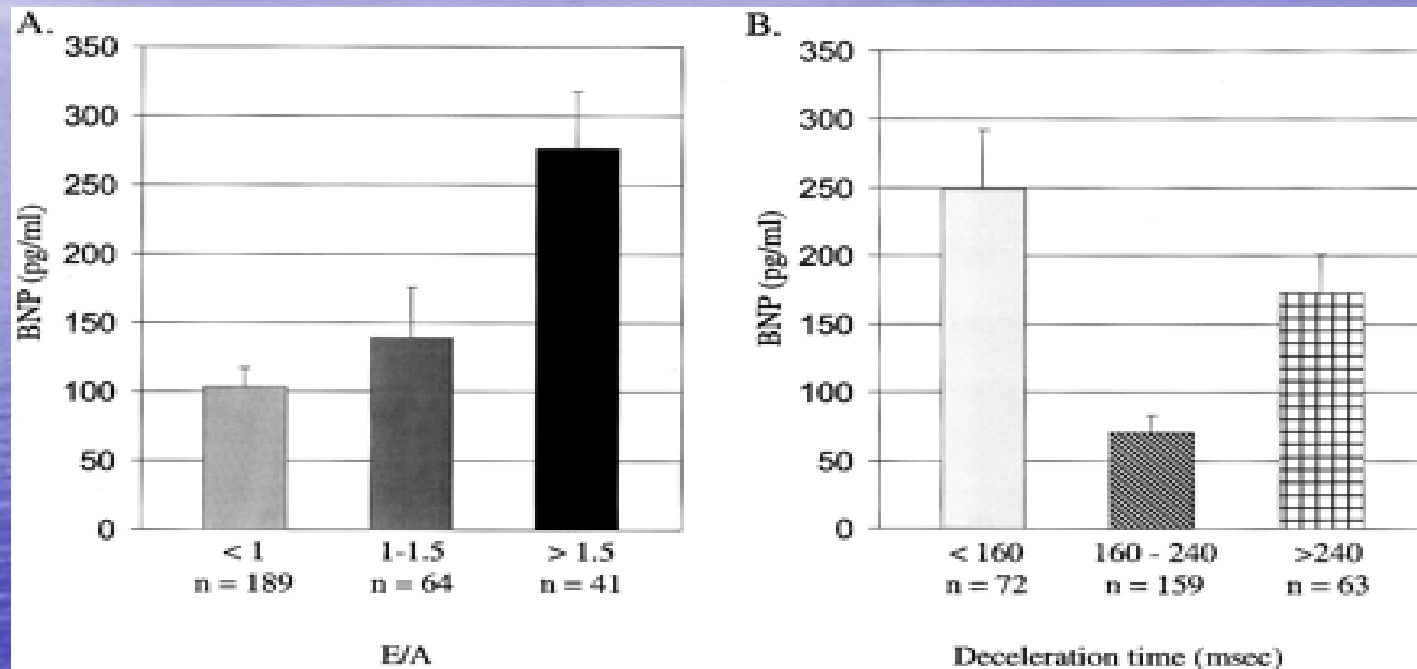 A.
350
300
250
200
150
100
50
0
BNP (pg/ml)
< 1
1-1.5
> 1.5
n = 189
n = 64
n = 41
E/A
B.
350
300
250
200
150
100
50
0
BNP (pg/ml)
< 160
160 - 240
>240
n = 72
n = 159
n = 63
Deceleration time (msec)